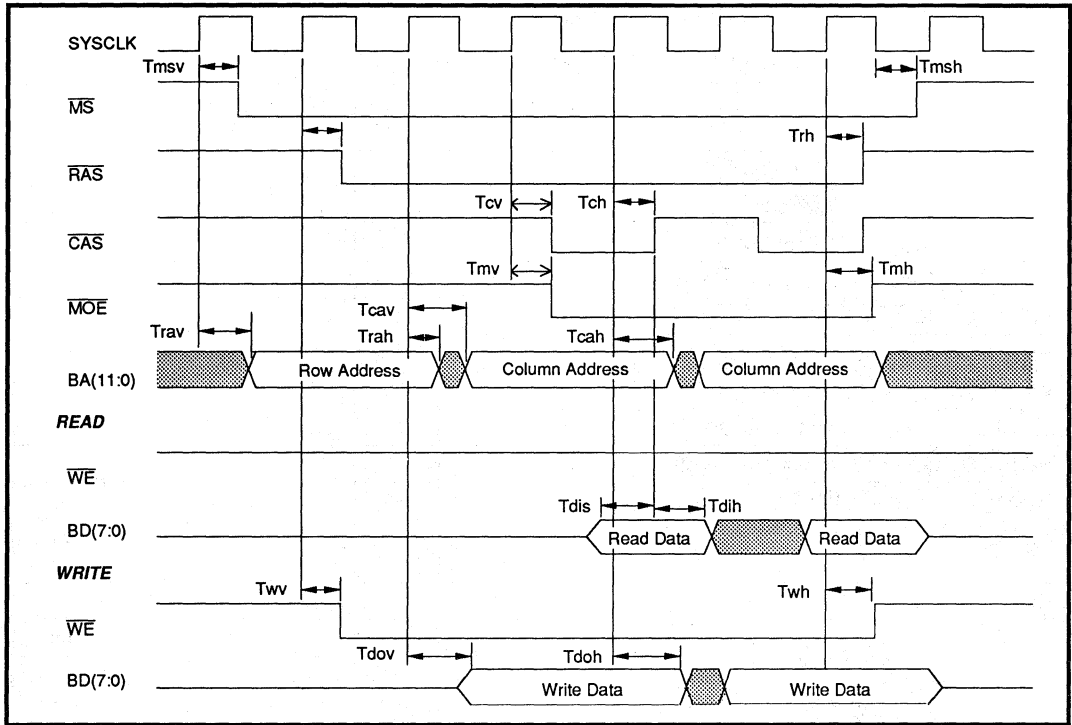 SYSCLK
Tmsv
Tmsh
MS
Trh
RAS
Tcv
Tch
CAS
Tmv
Tmh
MOE
Tcav
Trav
Trah
Tcah
BA(11:0)
Row Address
Column Address
Column Address
READ
WE
Tdis
Tdih
BD(7:0)
Read Data
Read Data
WRITE
Twv
Twh
WE
Tdov
Tdoh
BD(7:0)
Write Data
Write Data